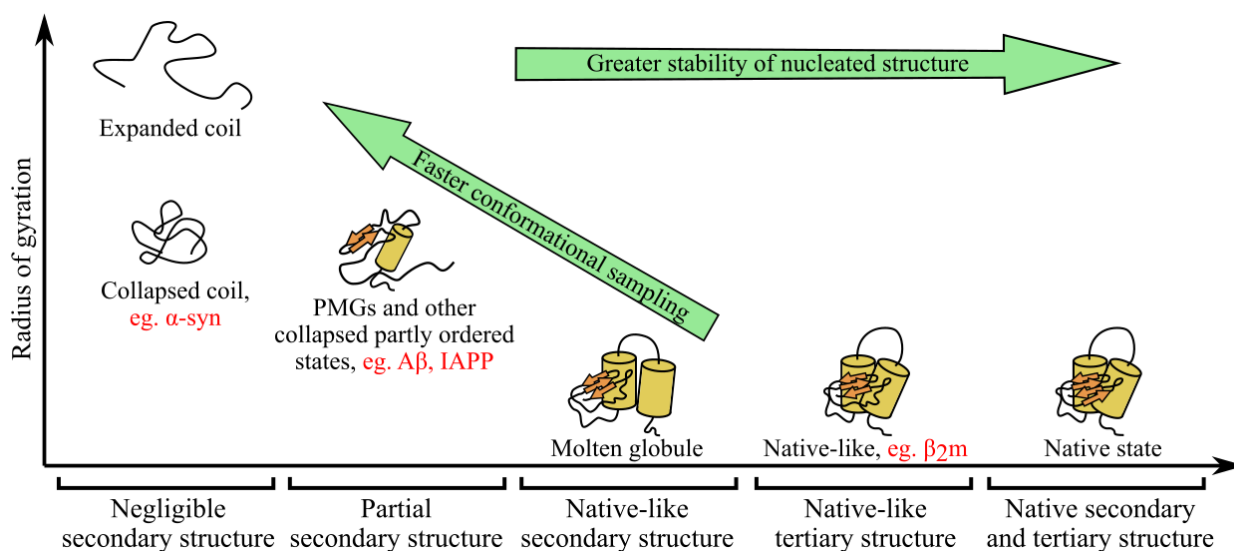 Radius of gyration
Expanded coil
Greater stability of nucleated structure
Faster conformational sampling
Collapsed coil,
eg. α-syn
PMGs and other
collapsed partly ordered
states, eg. Aβ, IAPP
Molten globule
Native-like, eg. β2m
Native state
Negligible
secondary structure
Partial
secondary structure
Native-like
secondary structure
Native-like
tertiary structure
Native secondary
and tertiary structure